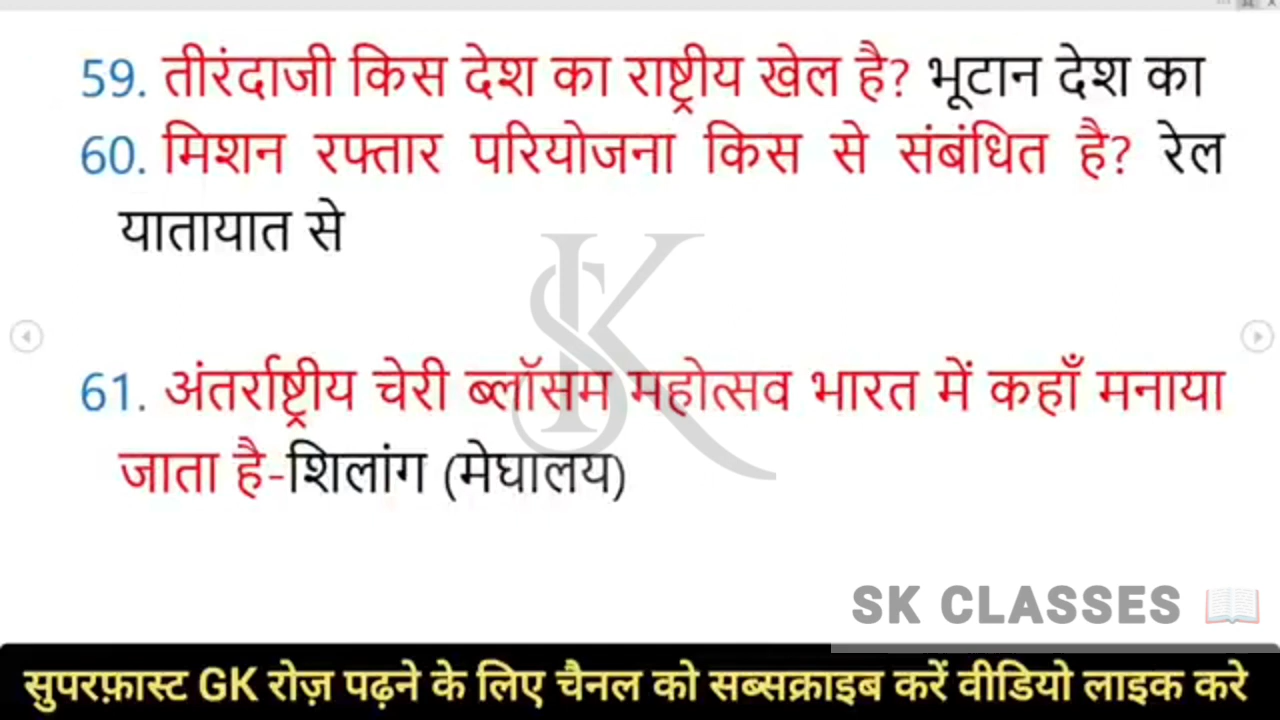 59. तीरंदाजी किस देश का राष्ट्रीय खेल है? भूटान देश का
60. मिशन रफ्तार परियोजना किस से संबंधित है? रेल
यातायात से
SK
61. अंतर्राष्ट्रीय चेरी ब्लॉसम महोत्सव भारत में कहाँ मनाया
जाता है-शिलांग (मेघालय)
SK CLASSES
सुपरफ़ास्ट GK रोज़ पढ़ने के लिए चैनल को सब्सक्राइब करें वीडियो लाइक करे